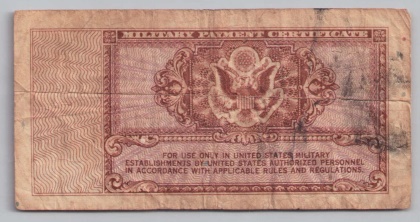 MILITARY PAYMENT CERTIFICATE
FOR USE ONLY IN UNITED STATES MILITARY
ESTABLISHMENTS BY UNITED STATES AUTHORIZED PERSONNEL
IN ACCORDANCE WITH APPLICABLE RULES AND REGULATIONS.